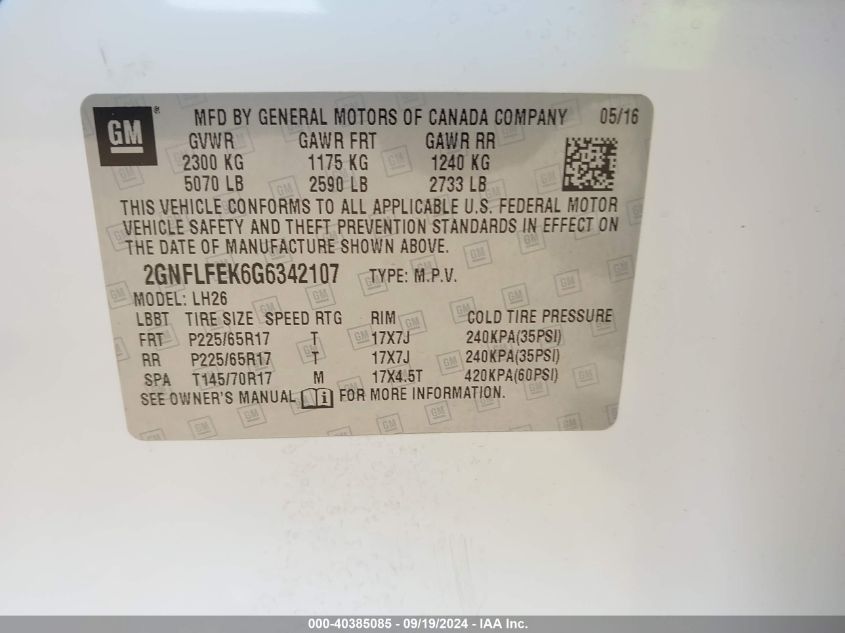 GM ® MFD BY GENERAL MOTORS OF CANADA COMPANY 05/16
GVWR GAWR FRT GAWR RR
2300 KG 1175 KG 1240 KG
5070 LB 2590 LB 2733 LB
THIS VEHICLE CONFORMS TO ALL APPLICABLE U.S. FEDERAL MOTOR
VEHICLE SAFETY AND THEFT PREVENTION STANDARDS IN EFFECT ON
THE DATE OF MANUFACTURE SHOWN ABOVE.
2GNFLFEK6G6342107 TYPE: M.P.V.
MODEL: LH26
LBBT TIRE SIZE SPEED RTG RIM COLD TIRE PRESSURE
FRT P225/65R17 T 17X7J 240KPA(35PSI)
RR P225/65R17 T 17X7J 240KPA(35PSI)
SPA T145/70R17 M 17X4.5T 420KPA(60PSI)
SEE OWNER'S MANUAL i FOR MORE INFORMATION.
000-40385085 - 09/19/2024 - IAA Inc.